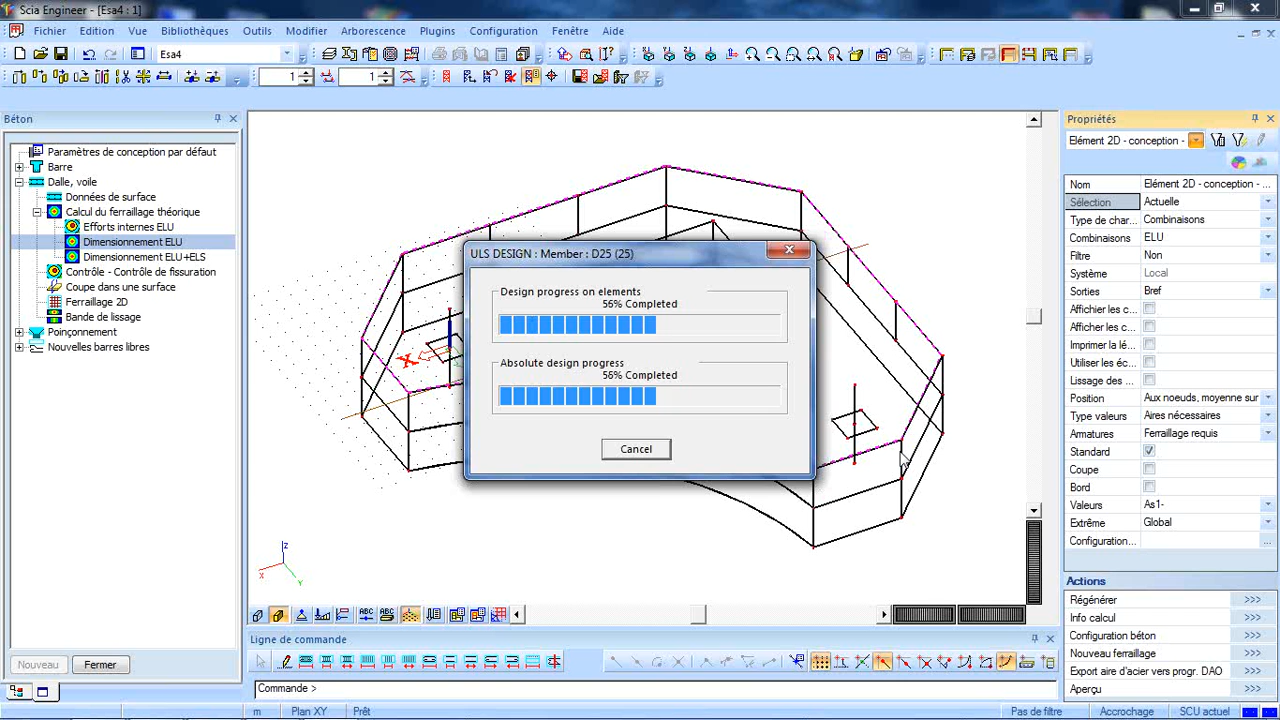 Scia Engineer - [Esa4 : 1]
Fichier Edition Vue Bibliothèques Outils Modifier Arborescence Plugins Configuration Fenêtre Aide
Esa4
1 1
Béton
Paramètres de conception par défaut
Barre
Dalle, voile
Données de surface
Calcul du ferraillage théorique
Efforts internes ELU
Dimensionnement ELU
Dimensionnement ELU+ELS
Contrôle - Contrôle de fissuration
Coupe dans une surface
Ferraillage 2D
Bande de lissage
Poinçonnement
Nouvelles barres libres
Nouveau Fermer
X
z
x
Y
ULS DESIGN : Member : D25 (25)
Design progress on elements
56% Completed
Absolute design progress
56% Completed
Cancel
ABC ABC
Ligne de commande
Commande >
Propriétés
Elément 2D - conception -
Nom Elément 2D - conception - ...
Sélection Actuelle
Type de char... Combinaisons
Combinaisons ELU
Filtre Non
Système Local
Sorties Bref
Afficher les c...
Afficher les r...
Imprimer la lé...
Utiliser les éc...
Lissage des ...
Position Aux noeuds, moyenne sur
Type valeurs Aires nécessaires
Armatures Ferraillage requis
Standard
Coupe
Bord
Valeurs As1-
Extrême Global
Configuration... ...
Actions
Régénérer >>>
Info calcul >>>
Configuration béton >>>
Nouveau ferraillage >>>
Export aire d'acier vers progr. DAO >>>
Aperçu >>>
m Plan XY Prêt Pas de filtre Accrochage SCU actuel